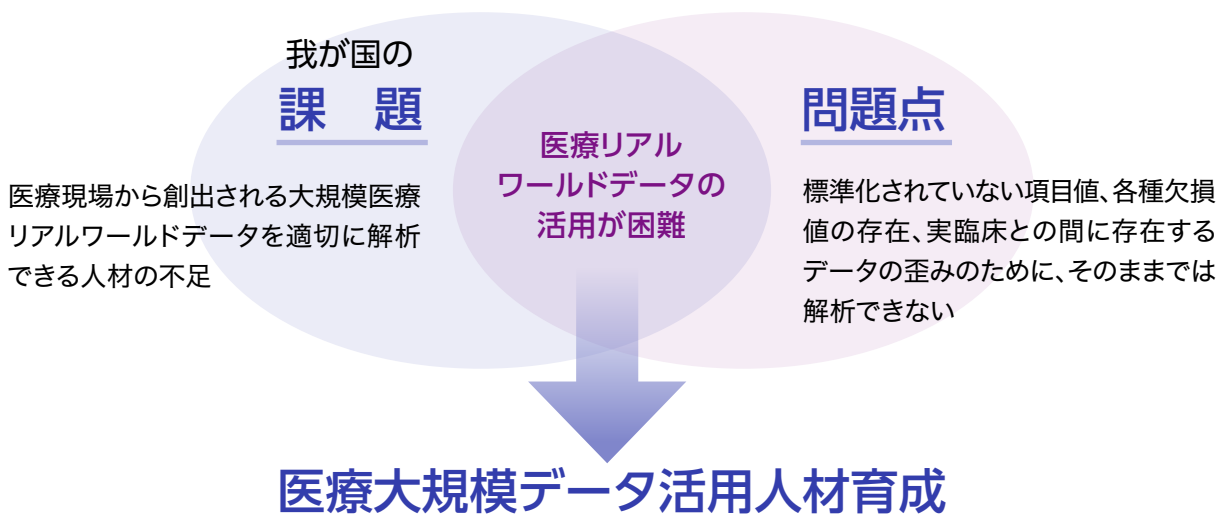 我が国の
課　題
医療現場から創出される大規模医療
リアルワールドデータを適切に解析
できる人材の不足
医療リアル
ワールドデータの
活用が困難
問題点
標準化されていない項目値、各種欠損
値の存在、実臨床との間に存在する
データの歪みのために、そのままでは
解析できない
医療大規模データ活用人材育成